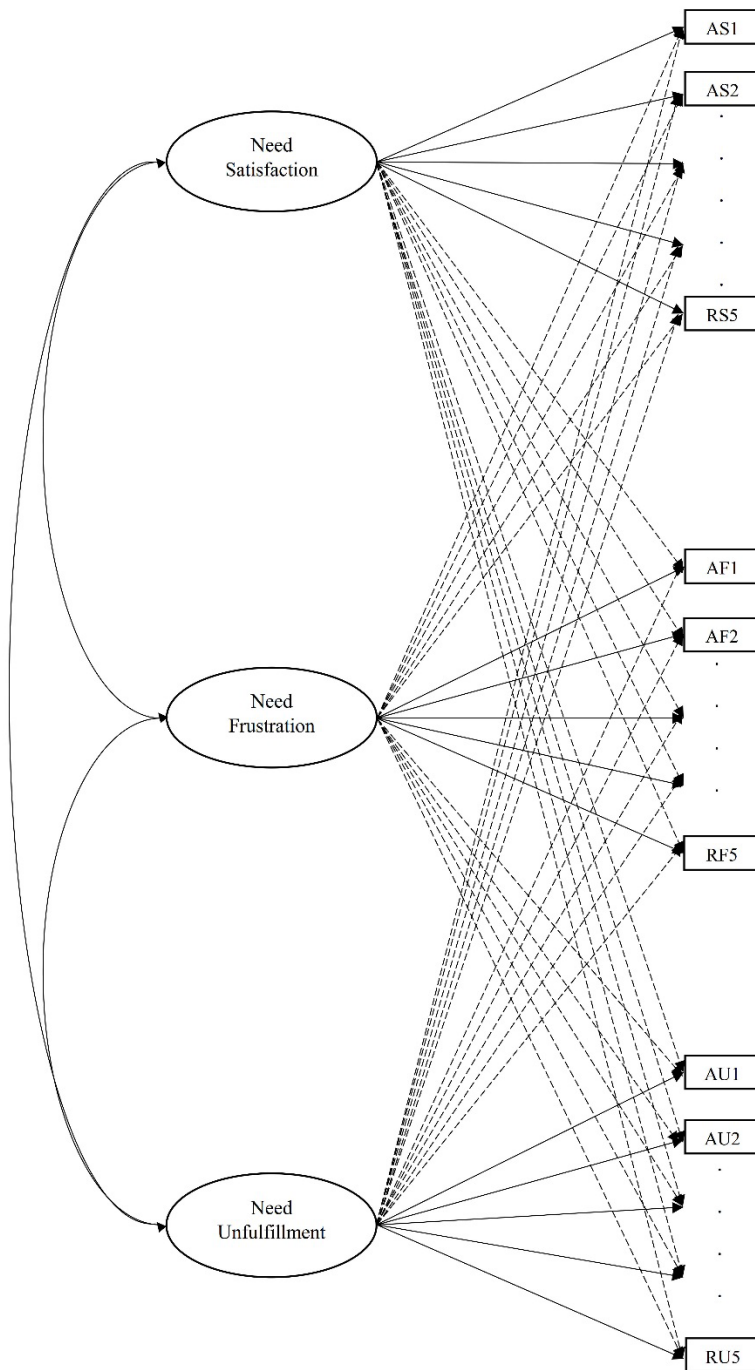 AS1
AS2
Need
Satisfaction
RS5
AF1
AF2
Need
Frustration
RF5
AU1
AU2
Need
Unfulfillment
RU5